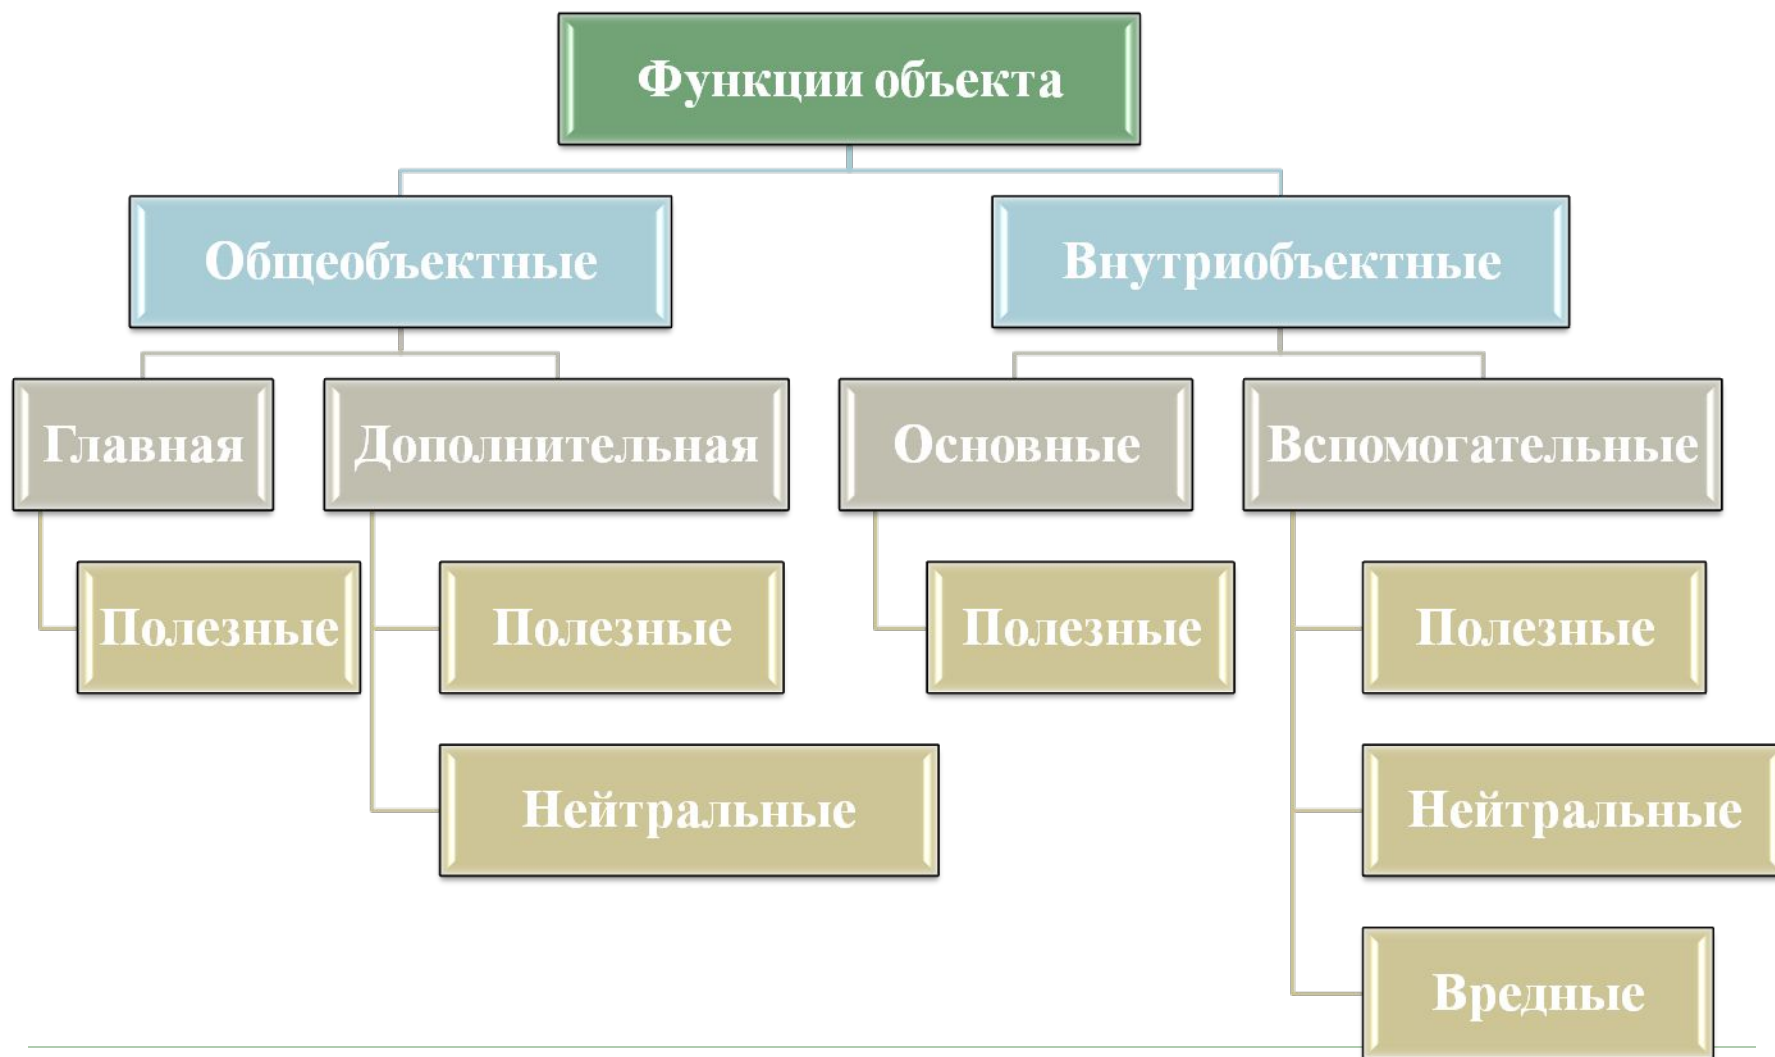 Функции объекта
Общеобъектные
Внутриобъектные
Главная
Дополнительная
Основные
Вспомогательные
Полезные
Полезные
Полезные
Полезные
Нейтральные
Нейтральные
Вредные